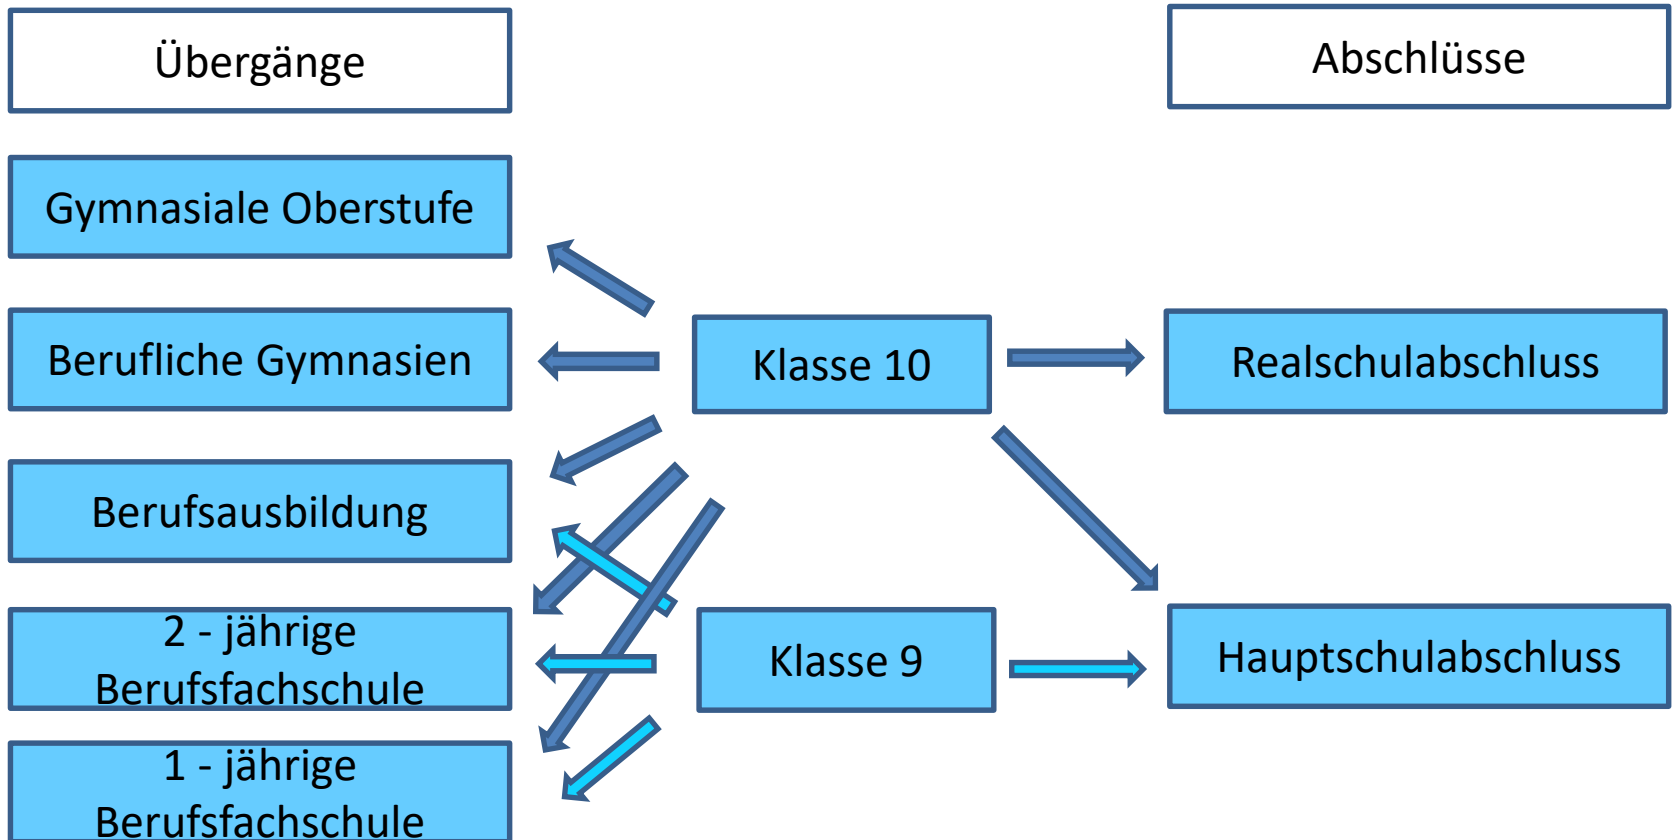 Übergänge
Abschlüsse
Gymnasiale Oberstufe
Berufliche Gymnasien
Klasse 10
Realschulabschluss
Berufsausbildung
2 - jährige
Berufsfachschule
Klasse 9
Hauptschulabschluss
1 - jährige
Berufsfachschule